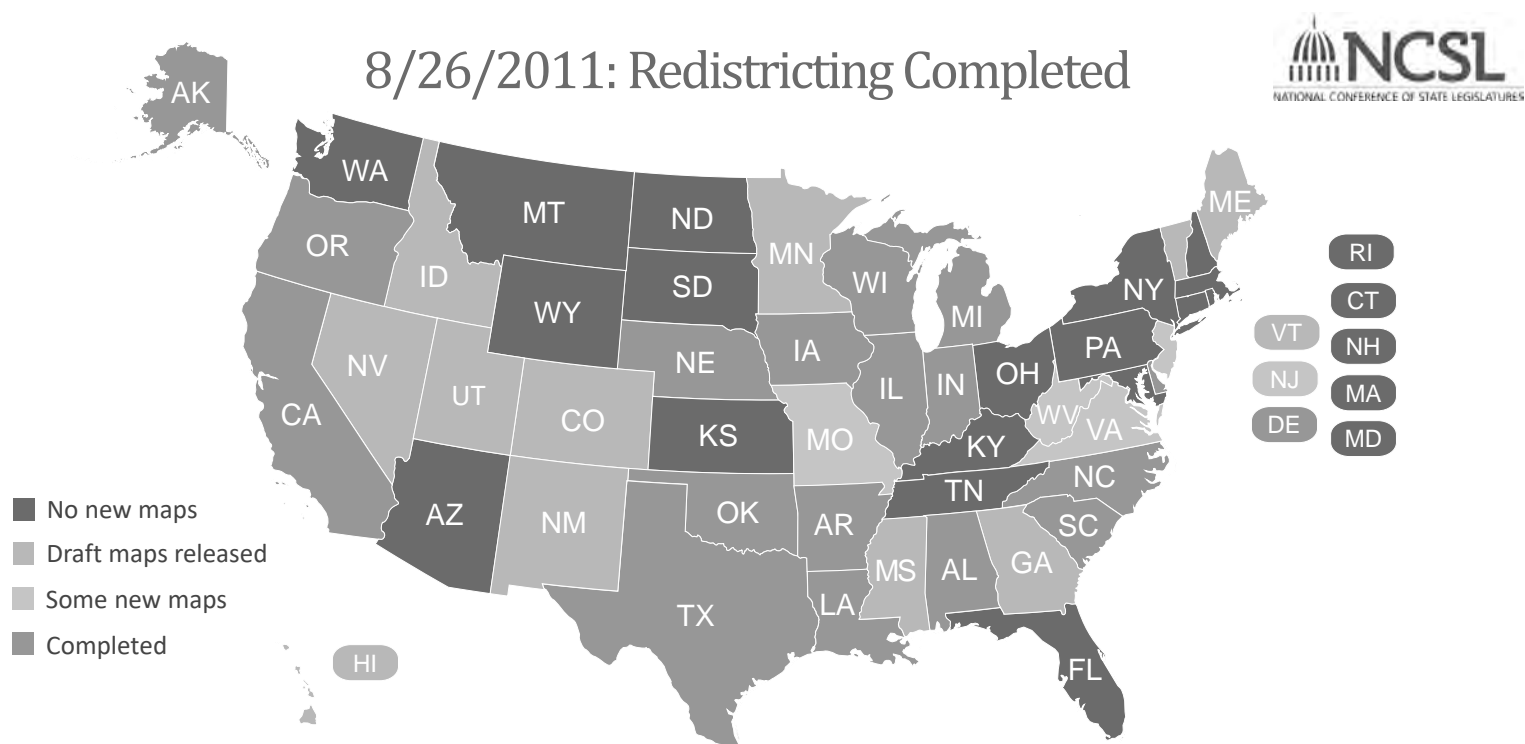 8/26/2011: Redistricting Completed
NCSL
NATIONAL CONFERENCE OF STATE LEGISLATURES
AK
WA
MT
ND
MN
ME
OR
ID
SD
WI
NY
RI
WY
MI
CT
VT
NH
NV
NE
IA
PA
NJ
MA
UT
IL
IN
OH
DE
MD
CA
CO
KS
MO
WV
VA
KY
AZ
NM
OK
AR
TN
NC
SC
MS
AL
GA
TX
LA
FL
HI
No new maps
Draft maps released
Some new maps
Completed